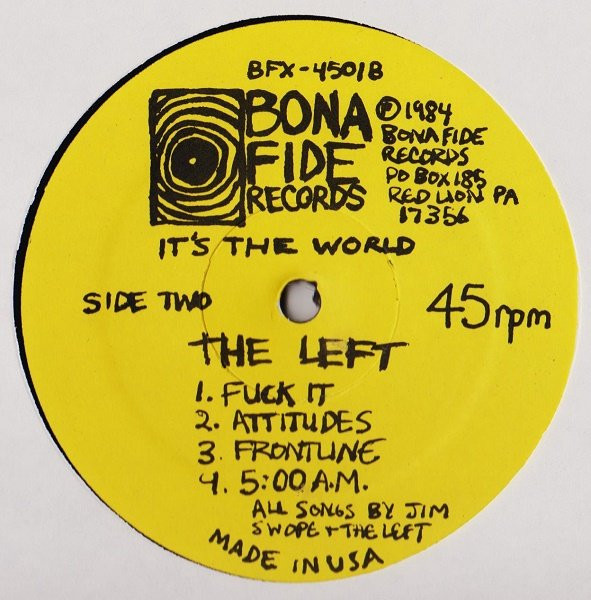 BFX-4501B
BONA
FIDE
RECORDS
℗1984
BONA FIDE
RECORDS
PO BOX 185
RED LION PA
17356
IT'S THE WORLD
SIDE TWO
45rpm
THE LEFT
1. FUCK IT
2. ATTITUDES
3. FRONTLINE
4. 5:00 A.M.
ALL SONGS BY JIM
SWOPE + THE LEFT
MADE IN USA